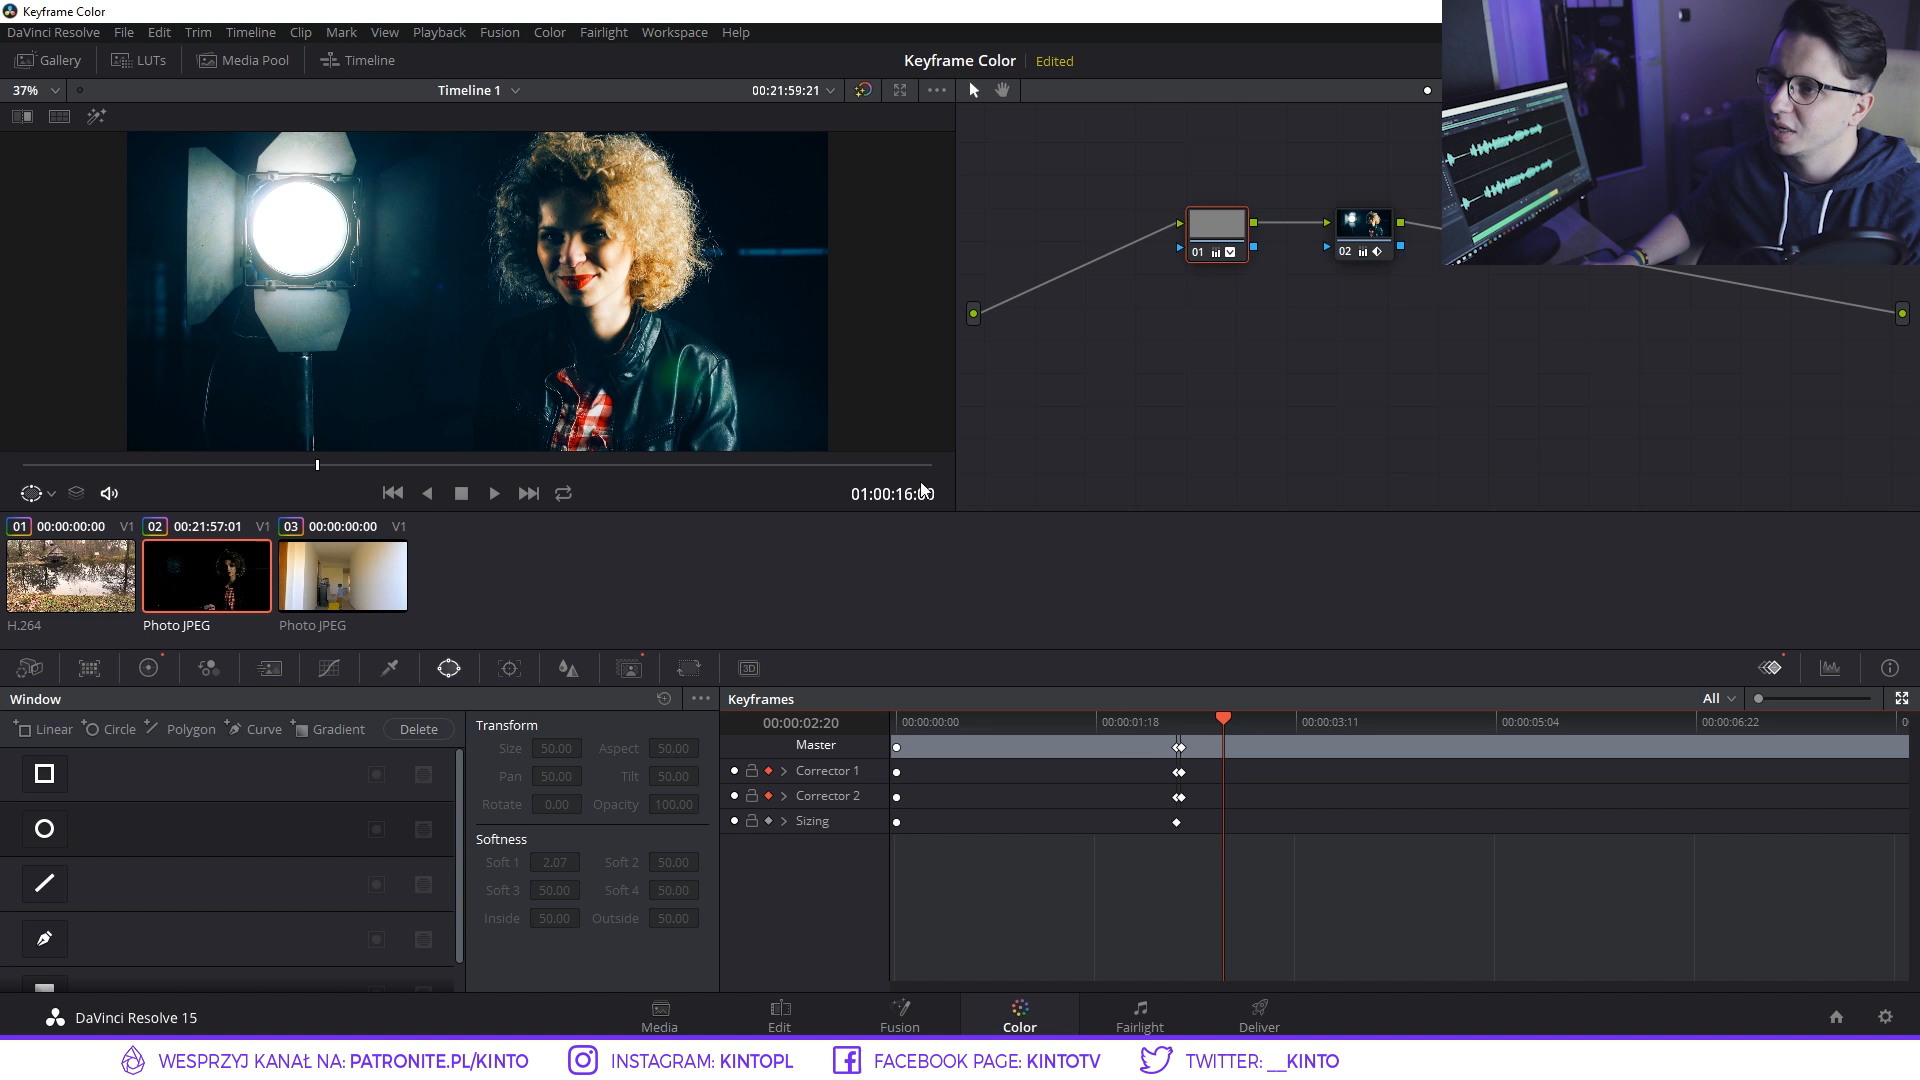 Keyframe Color
DaVinci Resolve File Edit Trim Timeline Clip Mark View Playback Fusion Color Fairlight Workspace Help
Gallery LUTs Media Pool Timeline Keyframe Color Edited
37% Timeline 1 00:21:59:21
01 02
01:00:16:00
01 00:00:00:00 V1 02 00:21:57:01 V1 03 00:00:00:00 V1
H.264 Photo JPEG Photo JPEG
3D
Window Keyframes All
Linear Circle Polygon Curve Gradient Delete
Transform
Size 50.00 Aspect 50.00
Pan 50.00 Tilt 50.00
Rotate 0.00 Opacity 100.00
Softness
Soft 1 2.07 Soft 2 50.00
Soft 3 50.00 Soft 4 50.00
Inside 50.00 Outside 50.00
00:00:02:20 00:00:00:00 00:00:01:18 00:00:03:11 00:00:05:04 00:00:06:22
Master
Corrector 1
Corrector 2
Sizing
DaVinci Resolve 15 Media Edit Fusion Color Fairlight Deliver
WESPRZYJ KANAŁ NA: PATRONITE.PL/KINTO INSTAGRAM: KINTOPL FACEBOOK PAGE: KINTOTV TWITTER: __KINTO